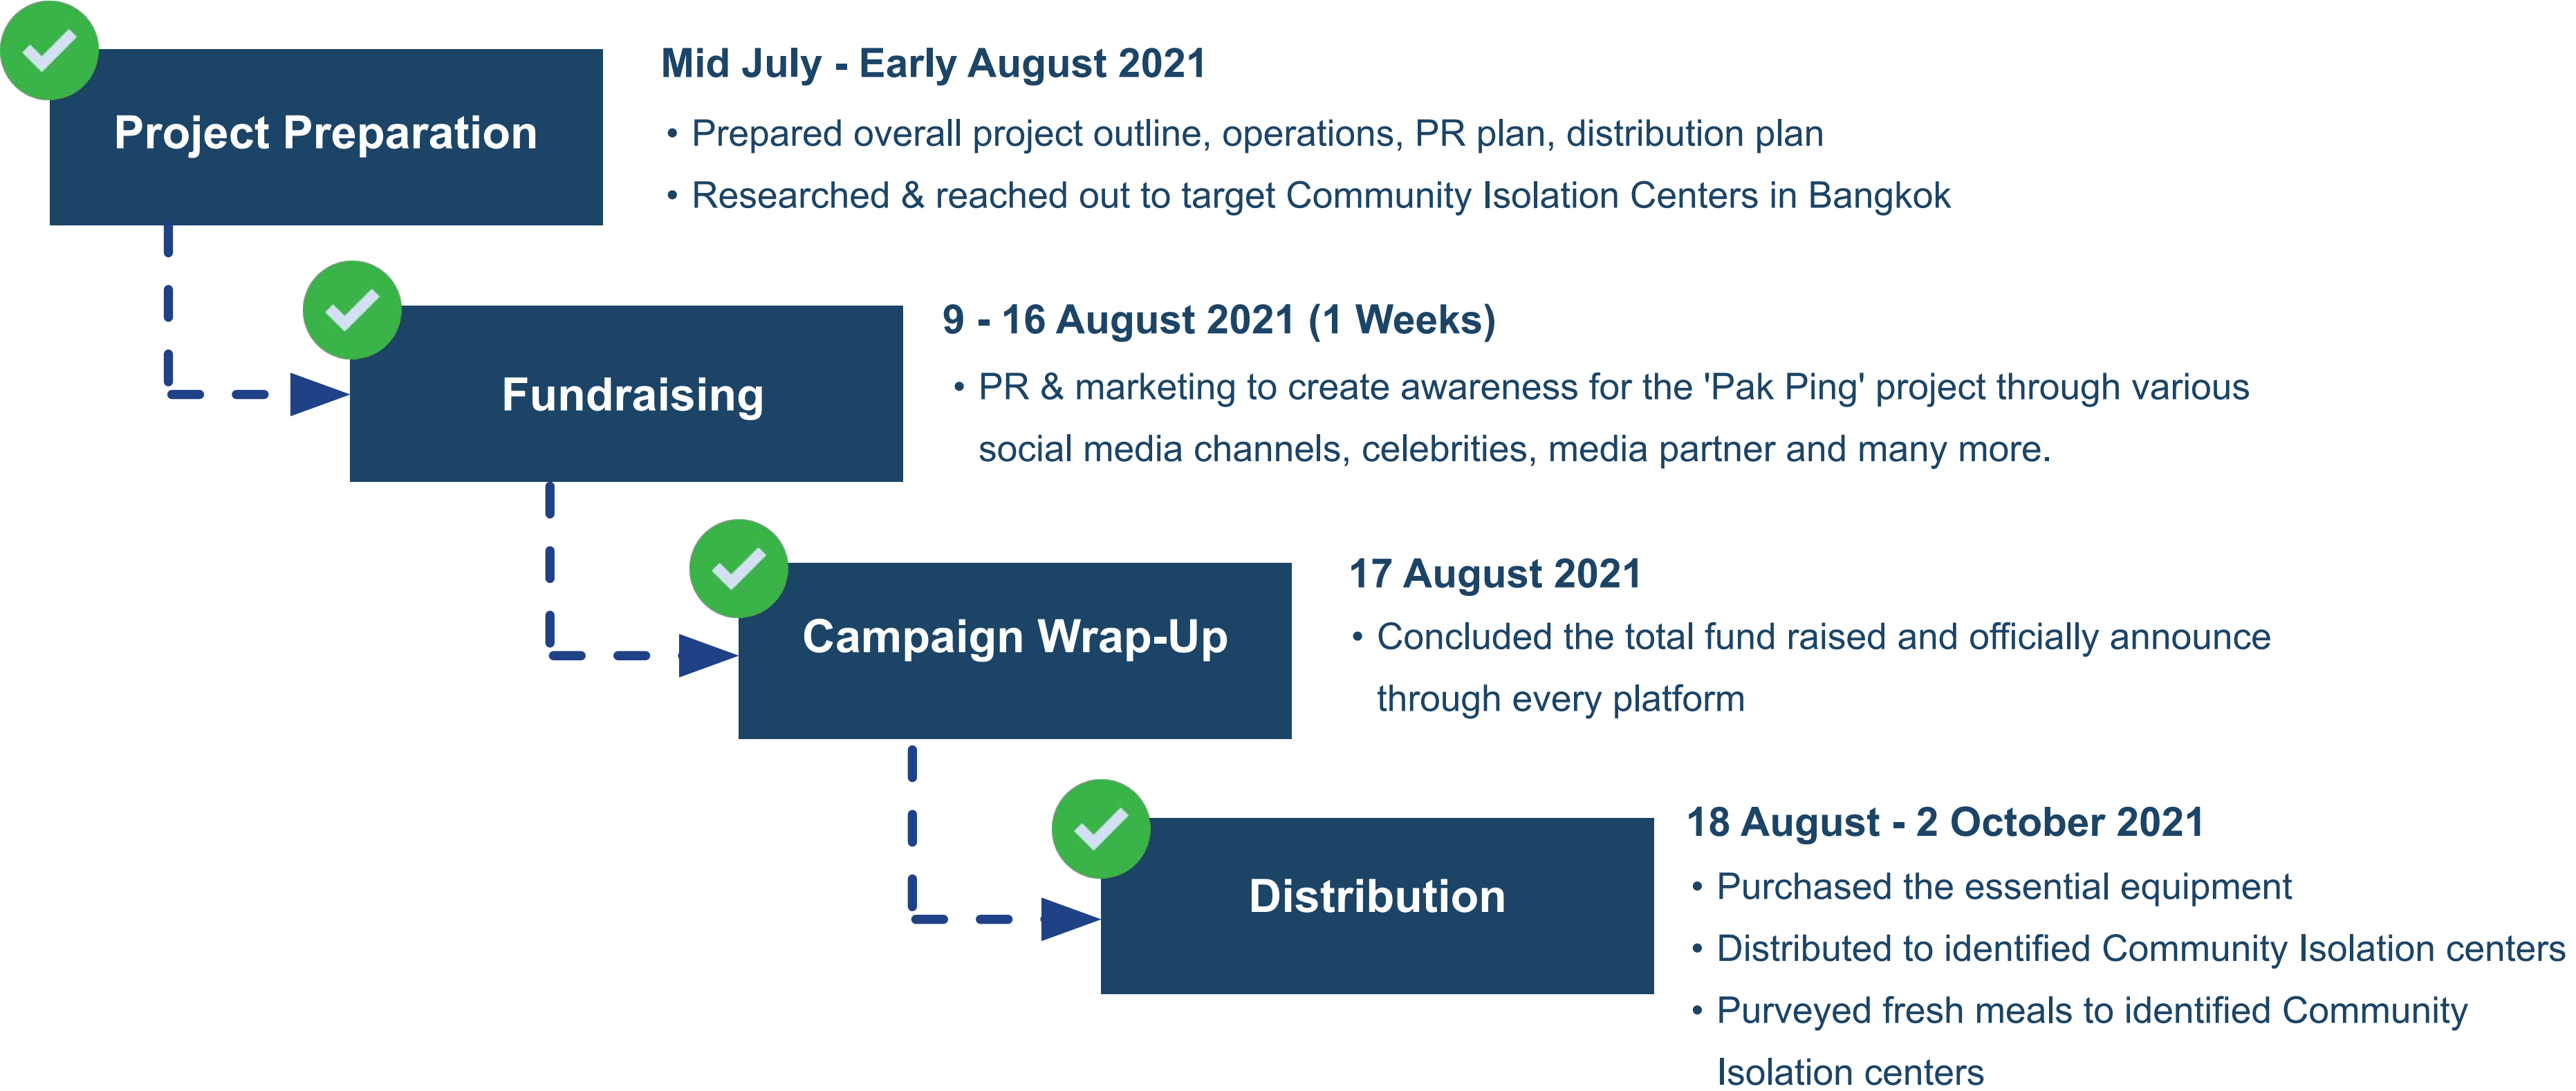 Project Preparation
Mid July - Early August 2021
• Prepared overall project outline, operations, PR plan, distribution plan
• Researched & reached out to target Community Isolation Centers in Bangkok
Fundraising
9 - 16 August 2021 (1 Weeks)
• PR & marketing to create awareness for the 'Pak Ping' project through various
social media channels, celebrities, media partner and many more.
Campaign Wrap-Up
17 August 2021
• Concluded the total fund raised and officially announce
through every platform
Distribution
18 August - 2 October 2021
• Purchased the essential equipment
• Distributed to identified Community Isolation centers
• Purveyed fresh meals to identified Community
Isolation centers